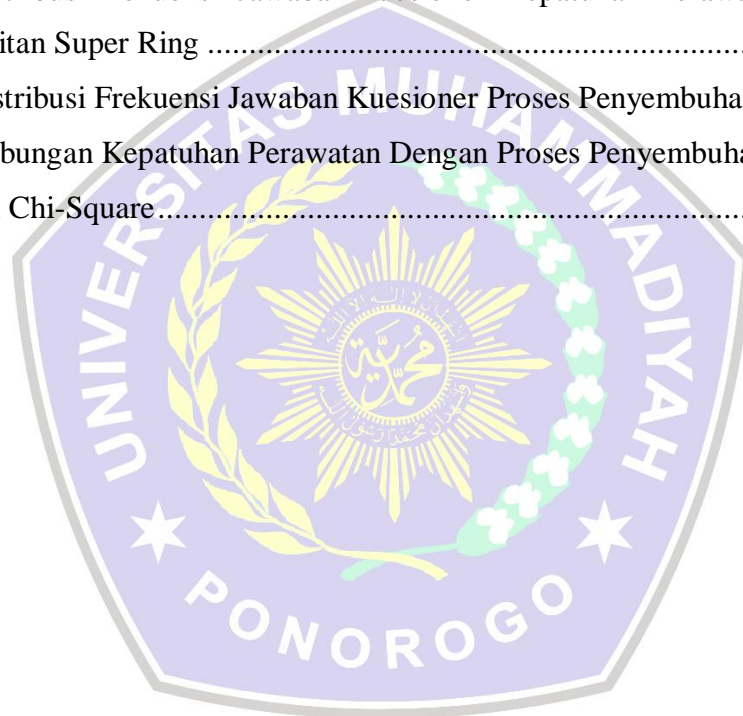 itan Super Ring ........................................................................
stribusi Frekuensi Jawaban Kuesioner Proses Penyembuha
bungan Kepatuhan Perawatan Dengan Proses Penyembuha
Chi-Square........................................................................
UNIVERSITAS MUHAMMADIYAH
محمدية
PONOROGO